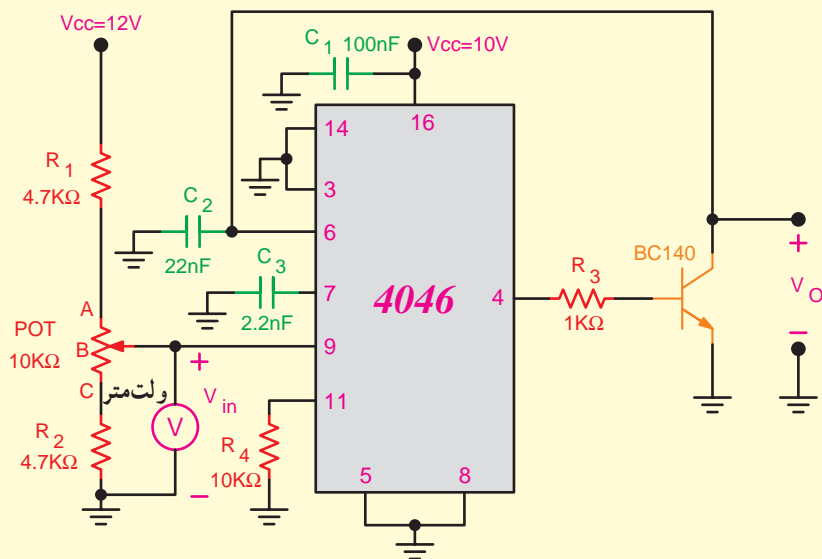 Vcc=12V
C1
100nF
Vcc=10V
16
14
3
R1
4.7KΩ
C2
22nF
6
C3
2.2nF
7
4046
4
R3
1KΩ
BC140
+
VO
–
A
POT
B
10KΩ
C
ولت‌متر
+
Vin
V
–
9
11
R2
4.7KΩ
R4
10KΩ
5
8